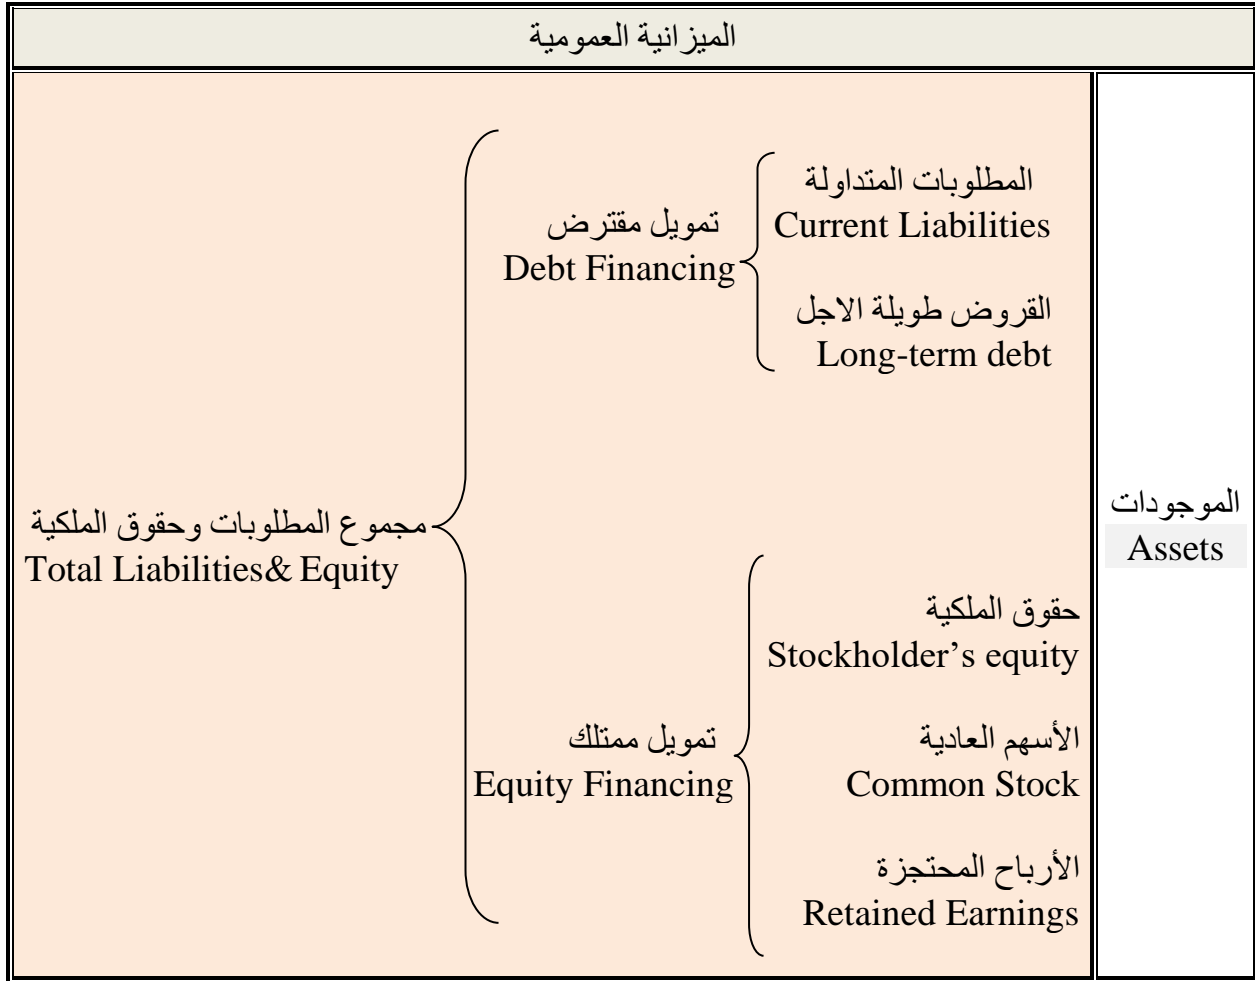 الميزانية العمومية
الموجودات
Assets
المطلوبات المتداولة
Current Liabilities
القروض طويلة الاجل
Long-term debt
تمويل مقترض
Debt Financing
حقوق الملكية
Stockholder’s equity
الأسهم العادية
Common Stock
الأرباح المحتجزة
Retained Earnings
تمويل ممتلك
Equity Financing
مجموع المطلوبات وحقوق الملكية
Total Liabilities& Equity